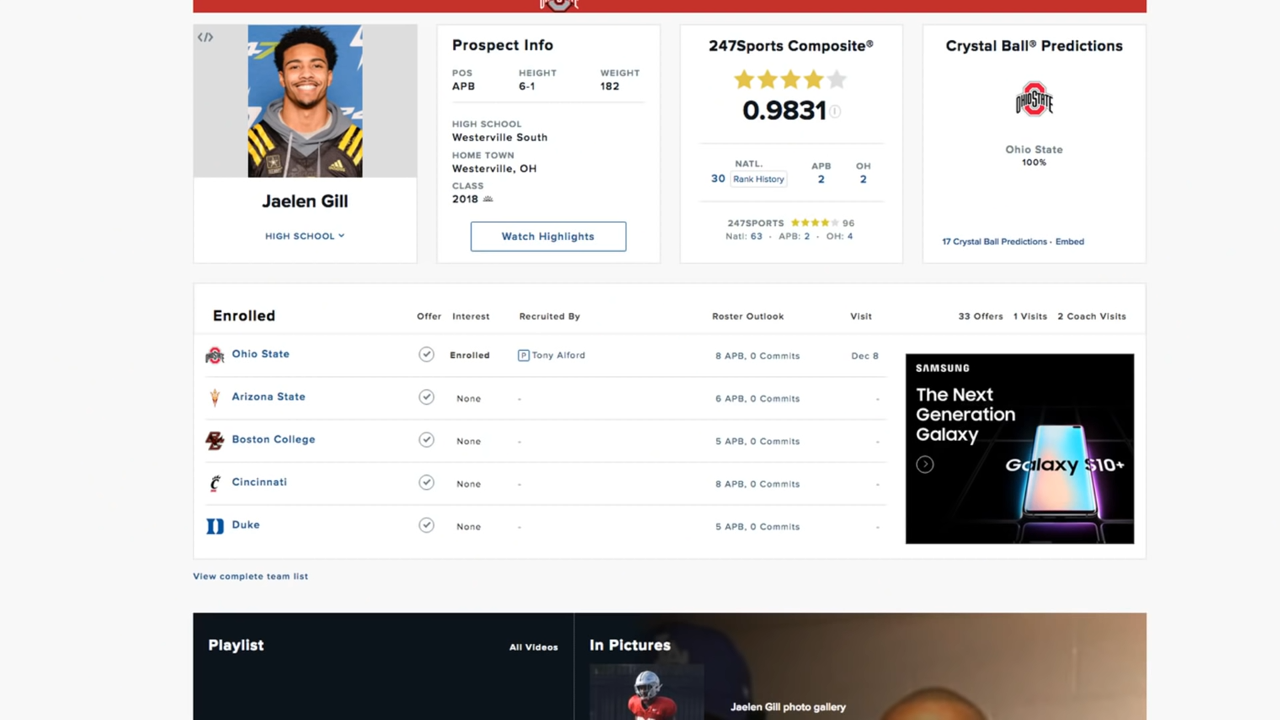 </>
Jaelen Gill
HIGH SCHOOL
Prospect Info
POS HEIGHT WEIGHT
APB 6-1 182
HIGH SCHOOL
Westerville South
HOME TOWN
Westerville, OH
CLASS
2018
Watch Highlights
247Sports Composite®
0.9831
NATL. APB OH
30 Rank History 2 2
247SPORTS 96
Natl: 63 · APB: 2 · OH: 4
Crystal Ball® Predictions
OHIO STATE
Ohio State
100%
17 Crystal Ball Predictions · Embed
Enrolled Offer Interest Recruited By Roster Outlook Visit 33 Offers 1 Visits 2 Coach Visits
Ohio State Enrolled P Tony Alford 8 APB, 0 Commits Dec 8
Arizona State None - 6 APB, 0 Commits -
Boston College None - 5 APB, 0 Commits -
Cincinnati None - 8 APB, 0 Commits -
Duke None - 5 APB, 0 Commits -
SAMSUNG
The Next
Generation
Galaxy
Galaxy S10+
View complete team list
Playlist All Videos
In Pictures
Jaelen Gill photo gallery